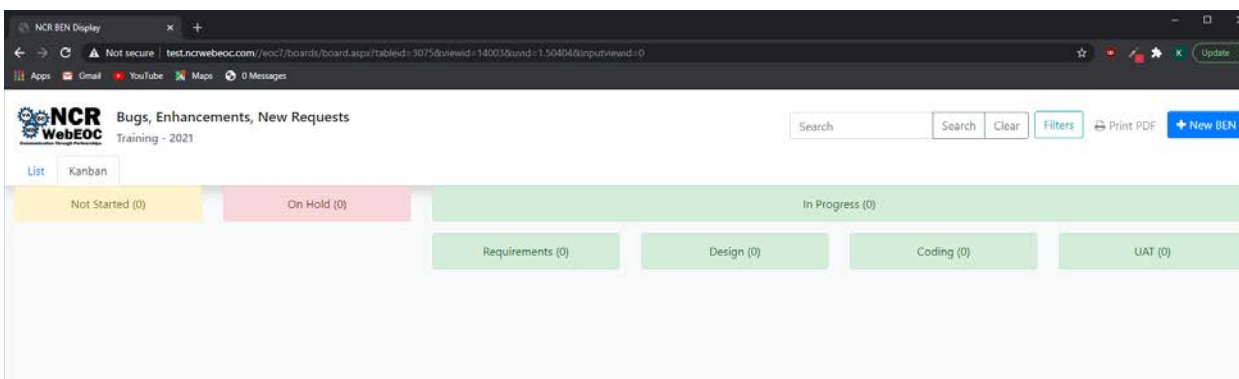 NCR BEN Display
Not secure | test.ncrwebeoc.com//eoc7/boards/board.aspx?tableid=3075&viewid=14003&uvid=1.50404&inputviewid=0
Update
Apps Gmail YouTube Maps 0 Messages
NCR WebEOC
Bugs, Enhancements, New Requests
Training - 2021
Search Search Clear Filters Print PDF + New BEN
List Kanban
Not Started (0) On Hold (0) In Progress (0)
Requirements (0) Design (0) Coding (0) UAT (0)